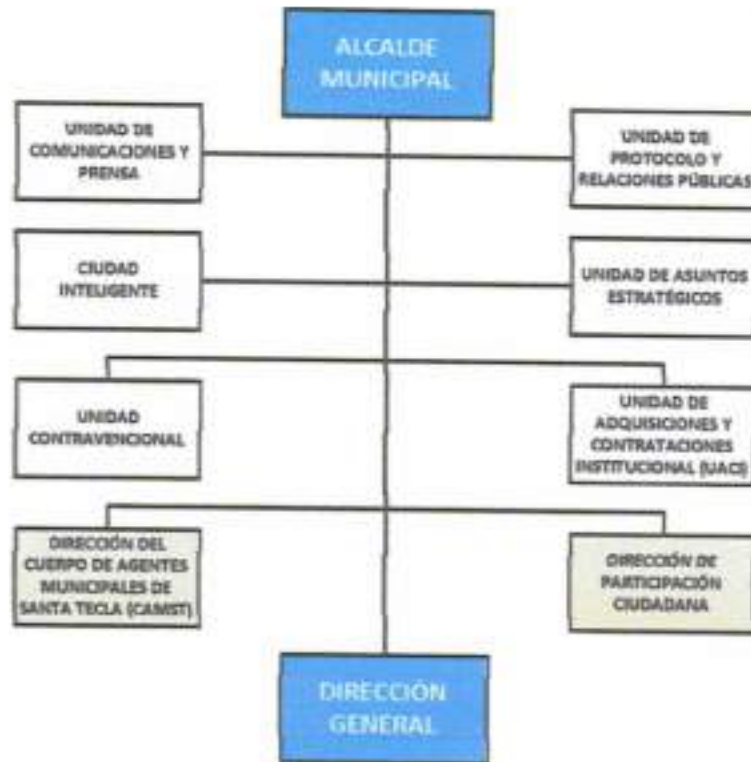 ALCALDE
MUNICIPAL
UNIDAD DE
COMUNICACIONES Y
PRENSA
UNIDAD DE
PROTOCOLO Y
RELACIONES PÚBLICAS
CIUDAD
INTELIGENTE
UNIDAD DE ASUNTOS
ESTRATÉGICOS
UNIDAD
CONTRAVENCIONAL
UNIDAD DE
ADQUISICIONES Y
CONTRATACIONES
INSTITUCIONAL (UACI)
DIRECCIÓN DEL
CUERPO DE AGENTES
MUNICIPALES DE
SANTA TECLA (CAMST)
DIRECCIÓN DE
PARTICIPACIÓN
CIUDADANA
DIRECCIÓN
GENERAL